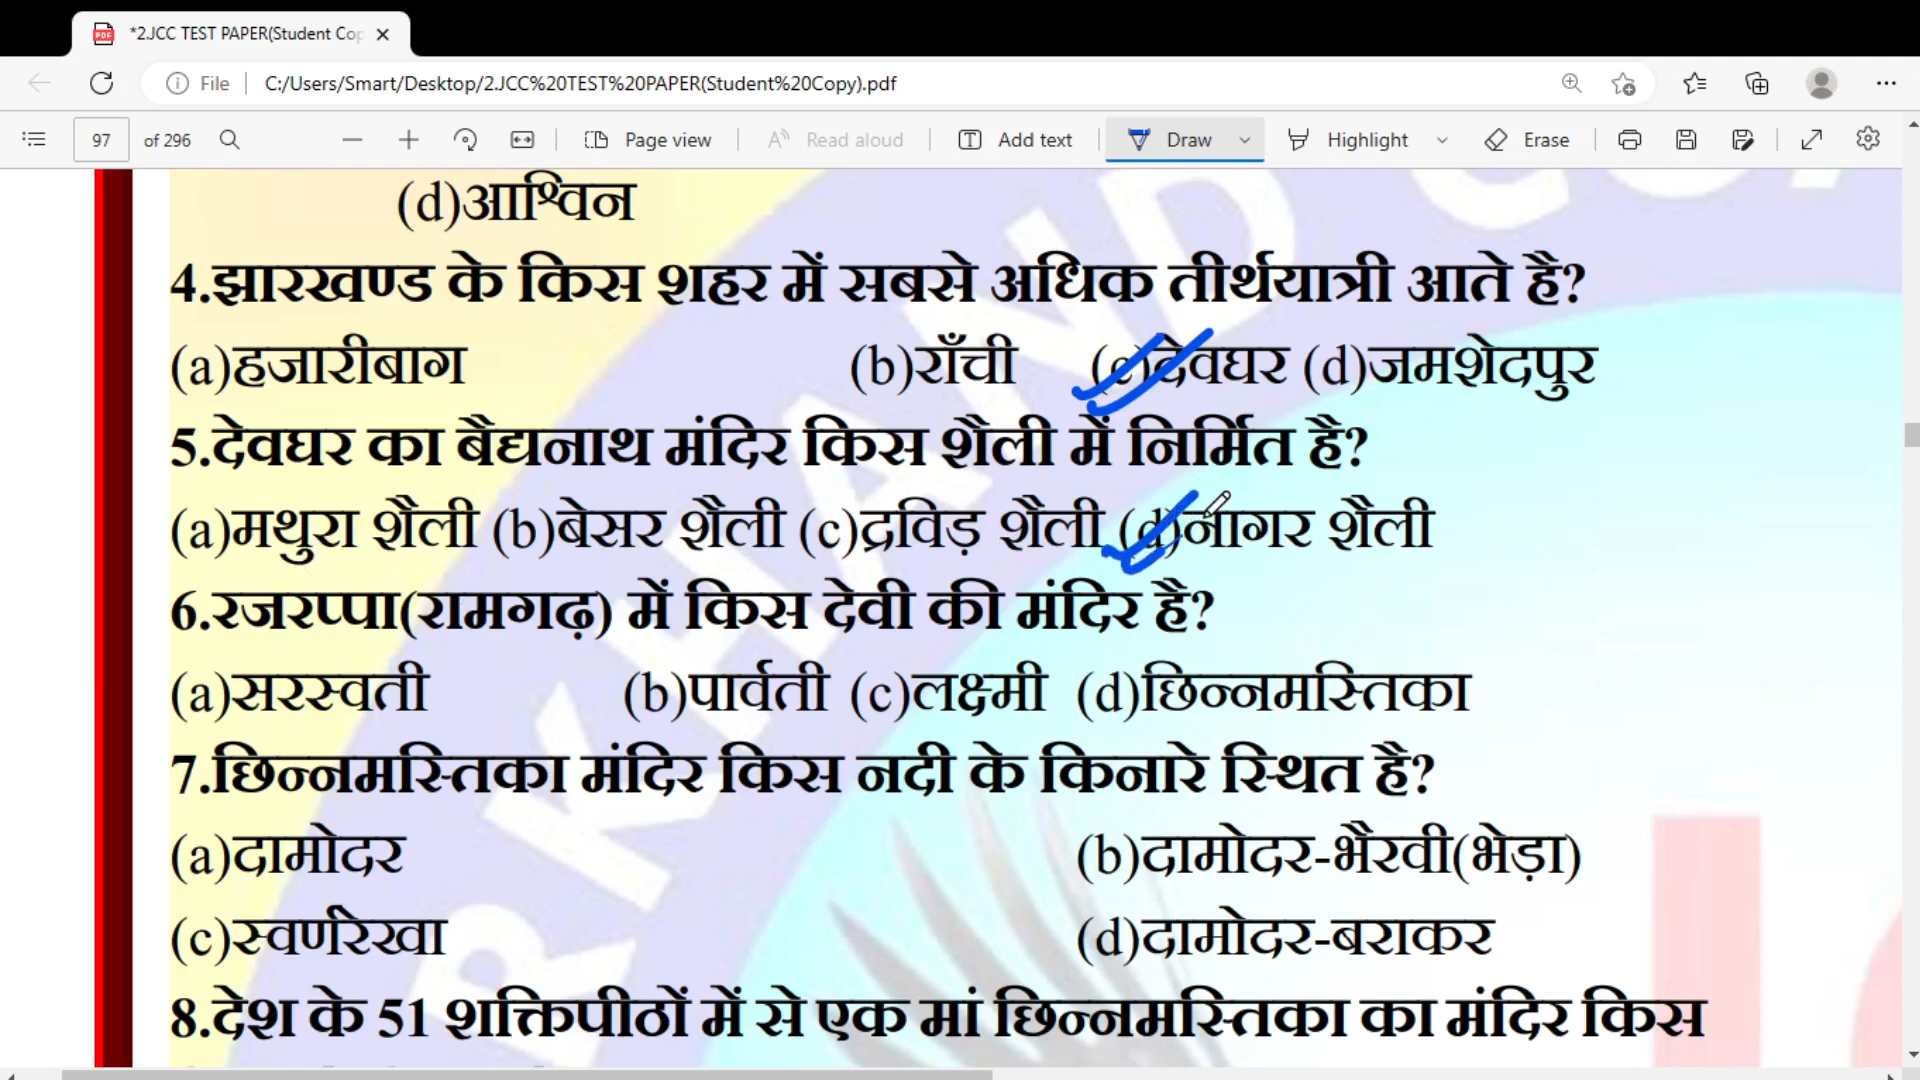 *2.JCC TEST PAPER(Student Cop
File C:/Users/Smart/Desktop/2.JCC%20TEST%20PAPER(Student%20Copy).pdf
97 of 296 Page view Read aloud Add text Draw Highlight Erase
(d)आश्विन
4.झारखण्ड के किस शहर में सबसे अधिक तीर्थयात्री आते है?
(a)हजारीबाग (b)राँची (c)देवघर (d)जमशेदपुर
5.देवघर का बैद्यनाथ मंदिर किस शैली में निर्मित है?
(a)मथुरा शैली (b)बेसर शैली (c)द्रविड़ शैली (d)नागर शैली
6.रजरप्पा(रामगढ़) में किस देवी की मंदिर है?
(a)सरस्वती (b)पार्वती (c)लक्ष्मी (d)छिन्नमस्तिका
7.छिन्नमस्तिका मंदिर किस नदी के किनारे स्थित है?
(a)दामोदर (b)दामोदर-भैरवी(भेड़ा)
(c)स्वर्णरेखा (d)दामोदर-बराकर
8.देश के 51 शक्तिपीठों में से एक मां छिन्नमस्तिका का मंदिर किस